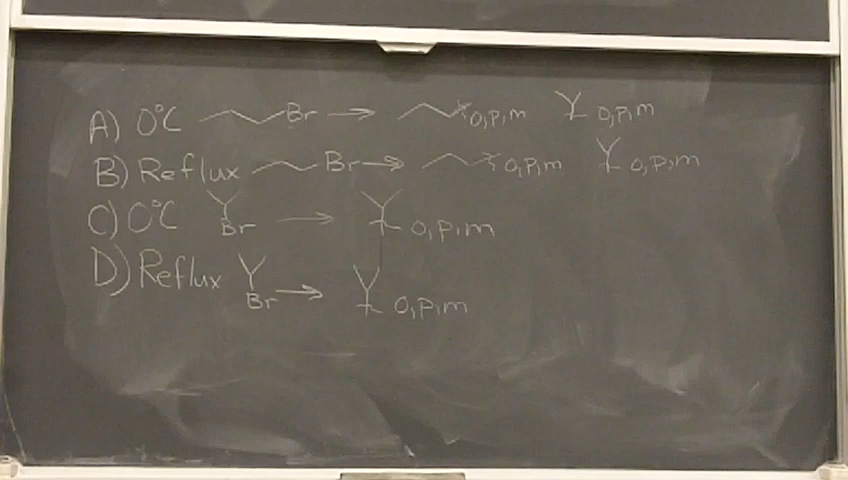 A) 0°C Br → o,p,m o,p,m
B) Reflux Br → o,p,m o,p,m
C) 0°C Br → o,p,m
D) Reflux Br → o,p,m